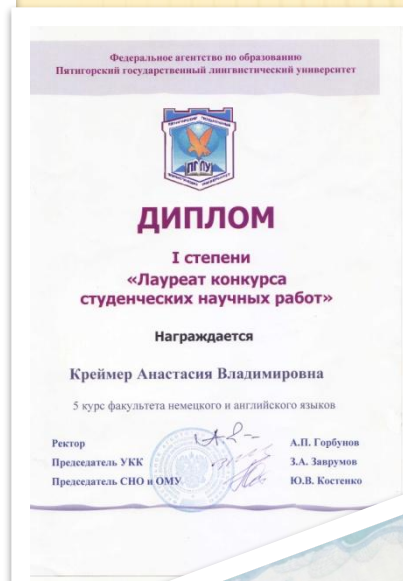 Федеральное агентство по образованию
Пятигорский государственный лингвистический университет
ПГЛУ
ДИПЛОМ
I степени
«Лауреат конкурса
студенческих научных работ»
Награждается
Креймер Анастасия Владимировна
5 курс факультета немецкого и английского языков
Ректор А.П. Горбунов
Председатель УКК З.А. Заврумов
Председатель СНО и ОМУ Ю.В. Костенко